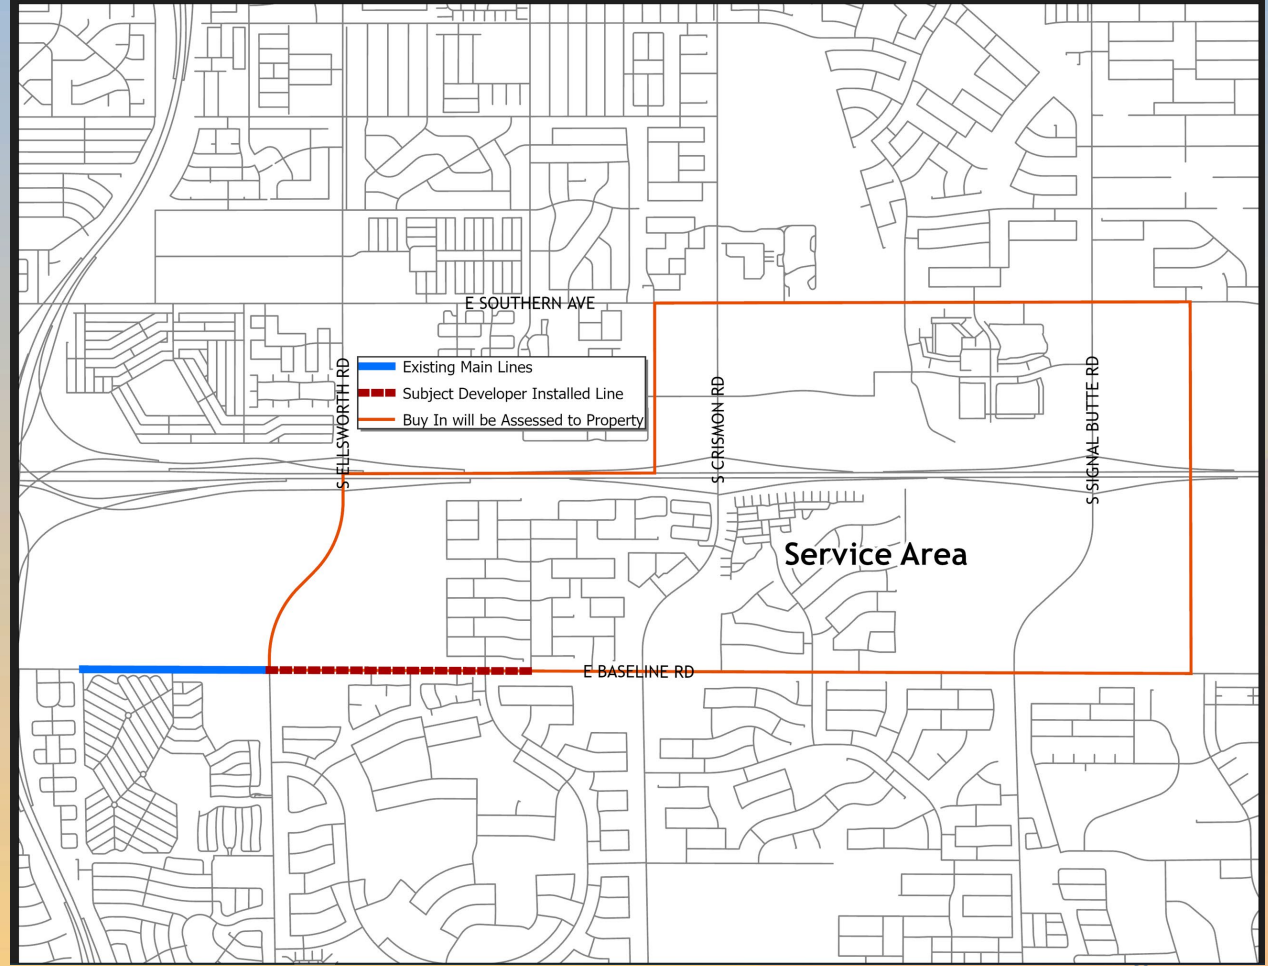 E SOUTHERN AVE
Existing Main Lines
Subject Developer Installed Line
Buy In will be Assessed to Property
S ELLSWORTH RD
S CRISMON RD
S SIGNAL BUTTE RD
Service Area
E BASELINE RD